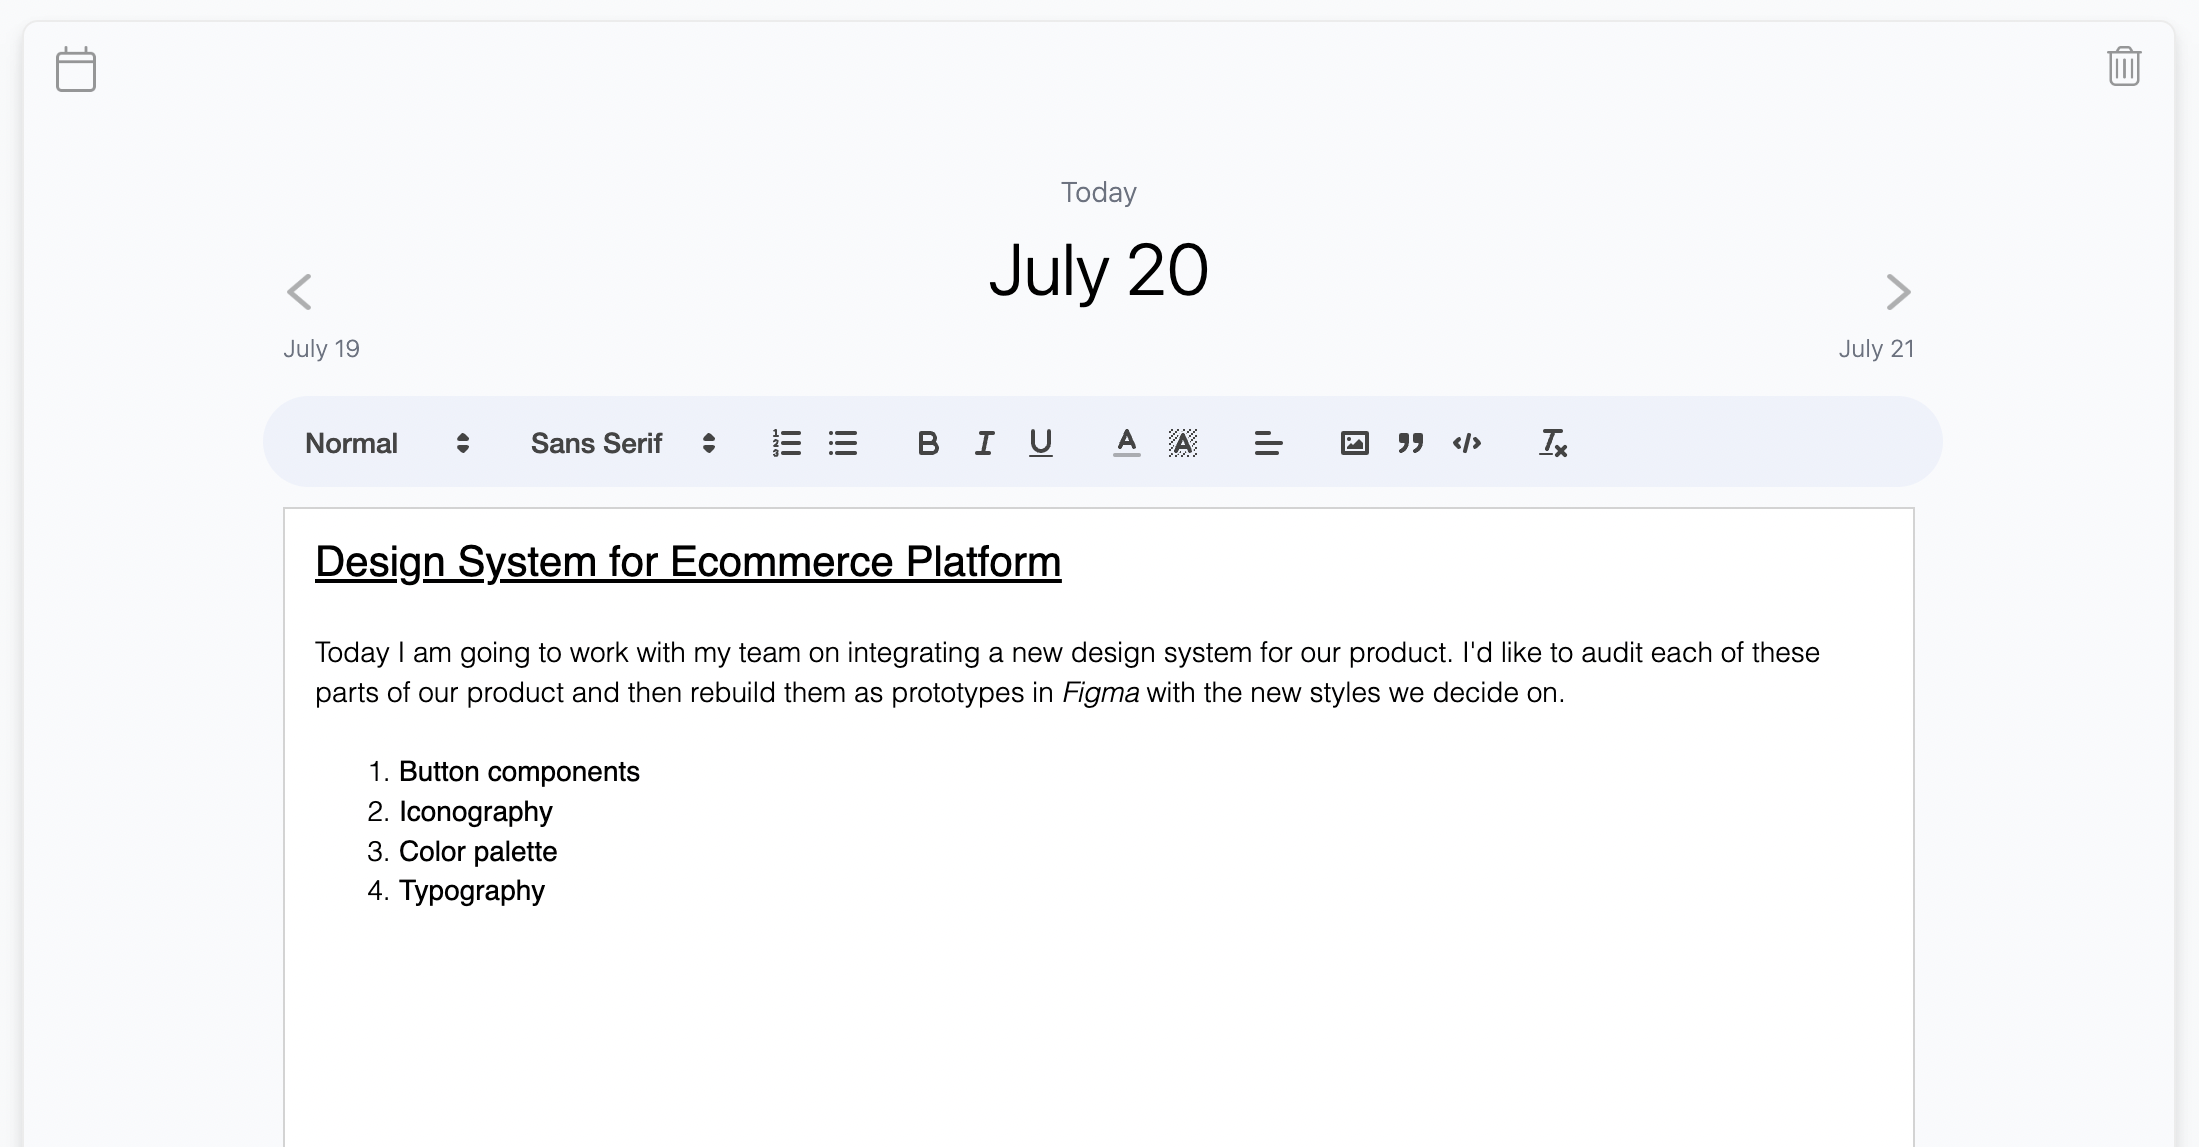 Today
July 20
July 19
July 21
Normal Sans Serif
Design System for Ecommerce Platform
Today I am going to work with my team on integrating a new design system for our product. I'd like to audit each of these
parts of our product and then rebuild them as prototypes in Figma with the new styles we decide on.
1. Button components
2. Iconography
3. Color palette
4. Typography